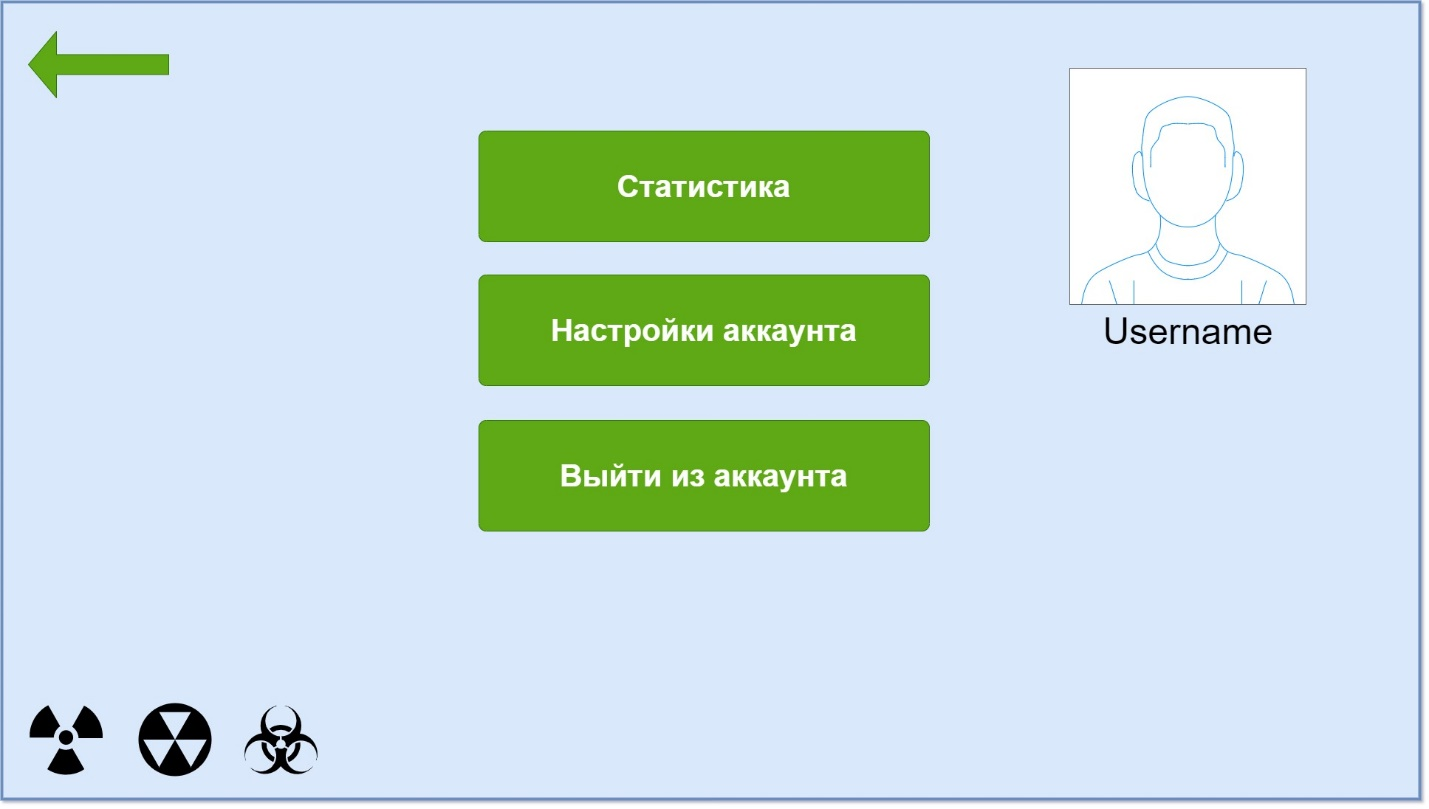 Статистика
Настройки аккаунта
Username
Выйти из аккаунта